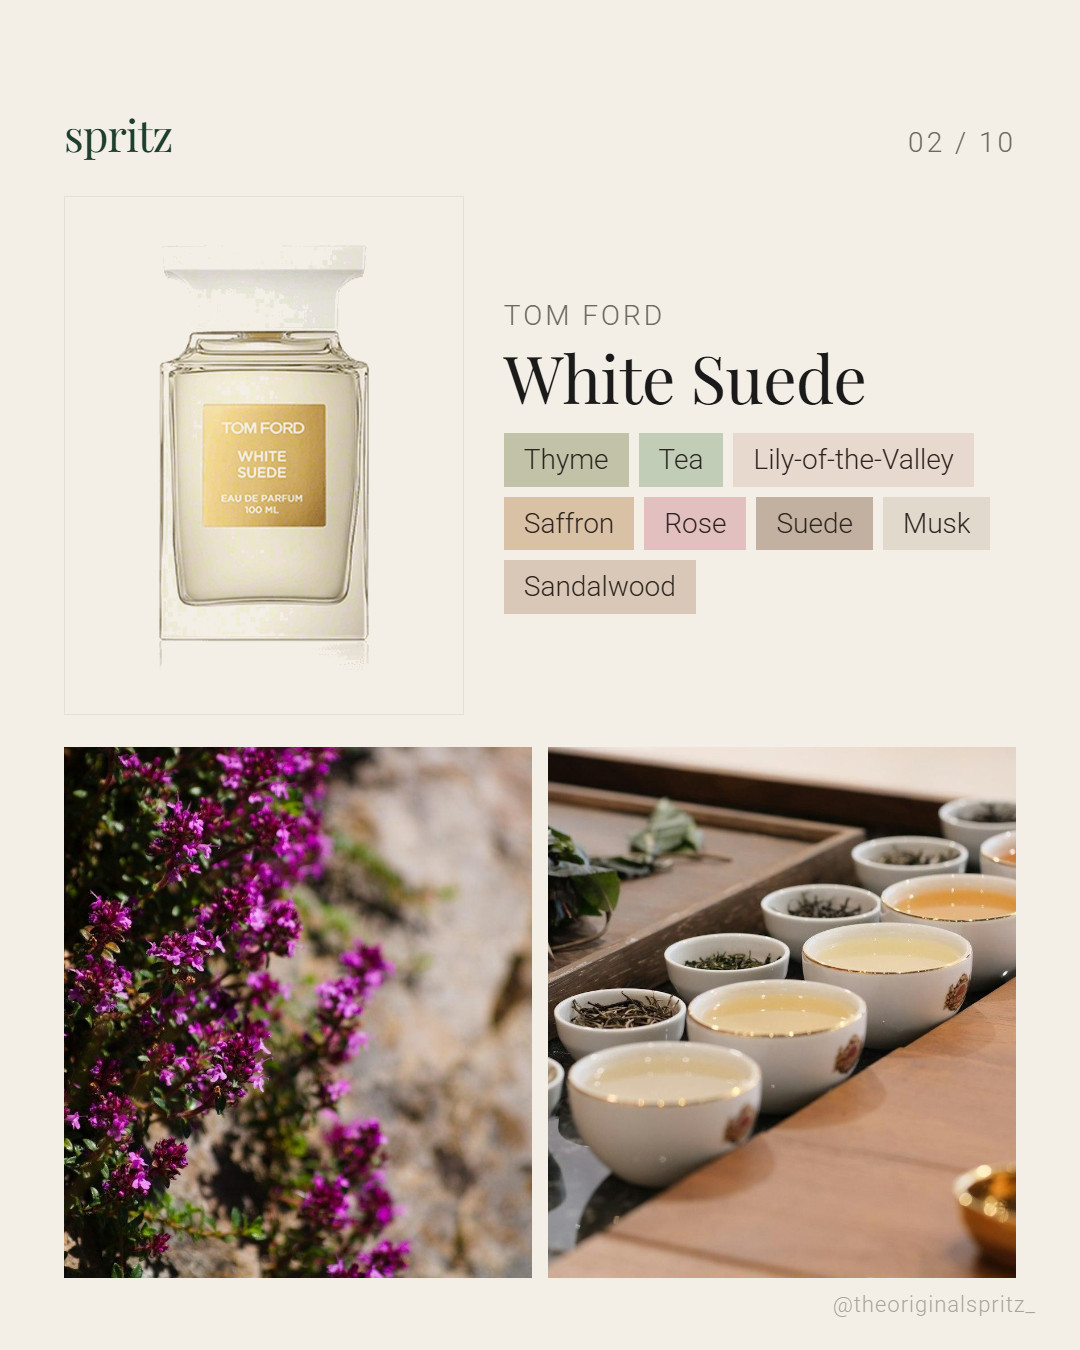 spritz
02 / 10
TOM FORD
WHITE
SUEDE
EAU DE PARFUM
100 ML
TOM FORD
White Suede
Thyme Tea Lily-of-the-Valley
Saffron Rose Suede Musk
Sandalwood
@theoriginalspritz_